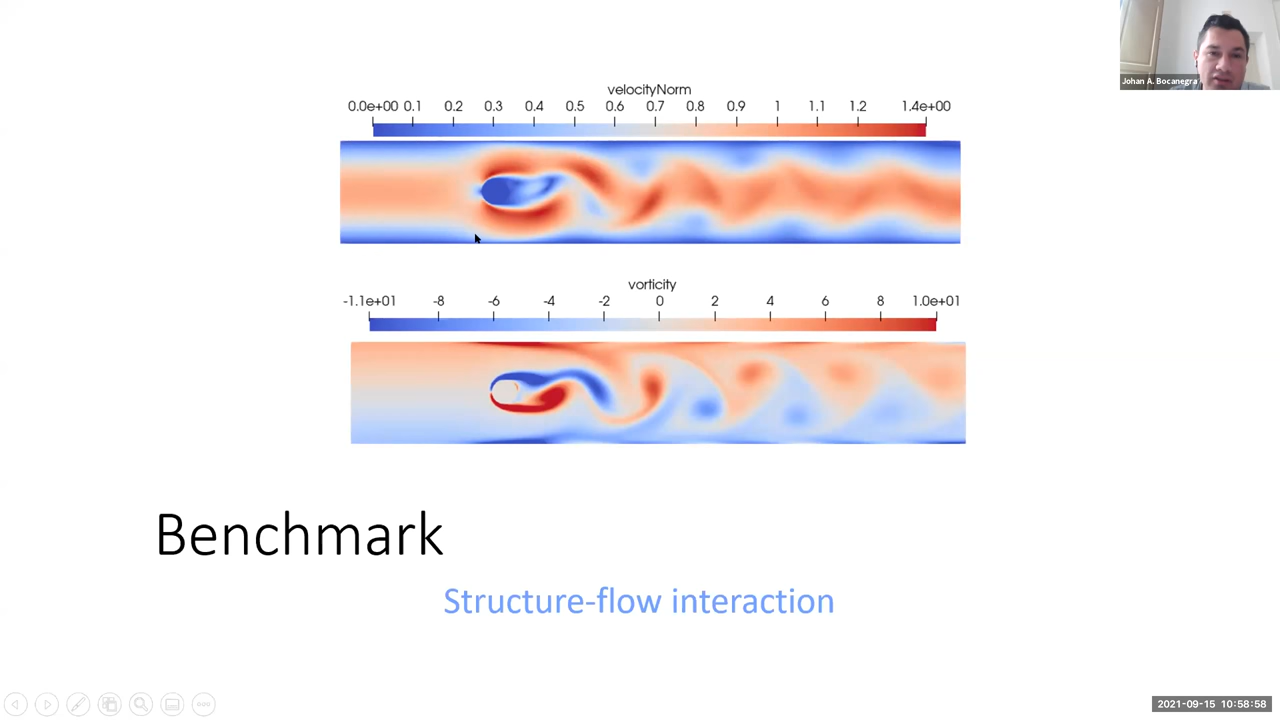 Johan A. Bocanegra
velocityNorm
0.0e+00 0.1 0.2 0.3 0.4 0.5 0.6 0.7 0.8 0.9 1 1.1 1.2 1.4e+00
vorticity
-1.1e+01 -8 -6 -4 -2 0 2 4 6 8 1.0e+01
Benchmark
Structure-flow interaction
2021-09-15 10:58:58